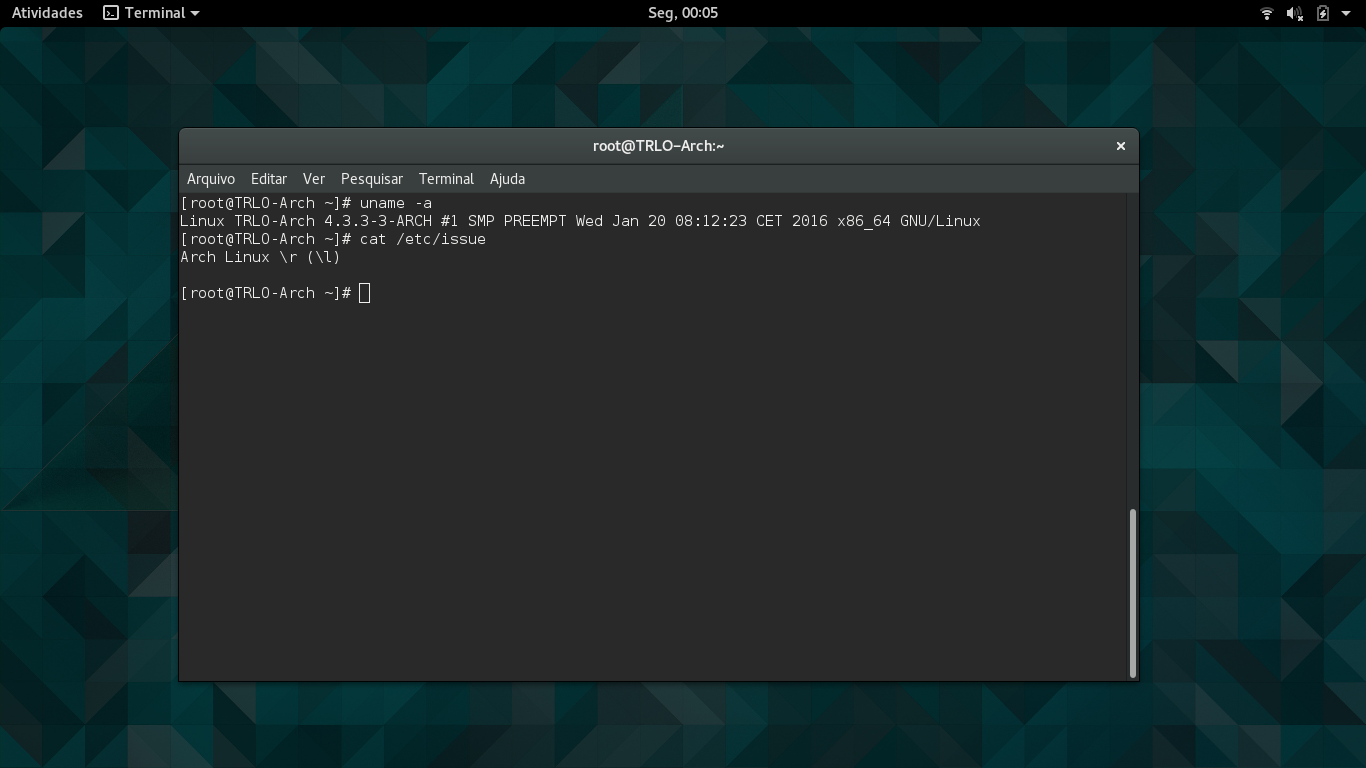 Atividades Terminal Seg, 00:05
root@TRLO-Arch:~
Arquivo Editar Ver Pesquisar Terminal Ajuda
[root@TRLO-Arch ~]# uname -a
Linux TRLO-Arch 4.3.3-3-ARCH #1 SMP PREEMPT Wed Jan 20 08:12:23 CET 2016 x86_64 GNU/Linux
[root@TRLO-Arch ~]# cat /etc/issue
Arch Linux \r (\l)
[root@TRLO-Arch ~]#